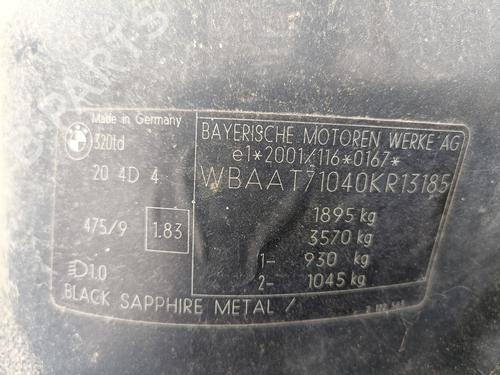 Made in Germany
BMW
320td
20 4D 4
475/9
1.83
1.0
BLACK SAPPHIRE METAL /
BAYERISCHE MOTOREN WERKE AG
e1*2001/116*0167*
WBAAT71040KR13185
1895 kg
3570 kg
1- 930 kg
2- 1045 kg
PARTS